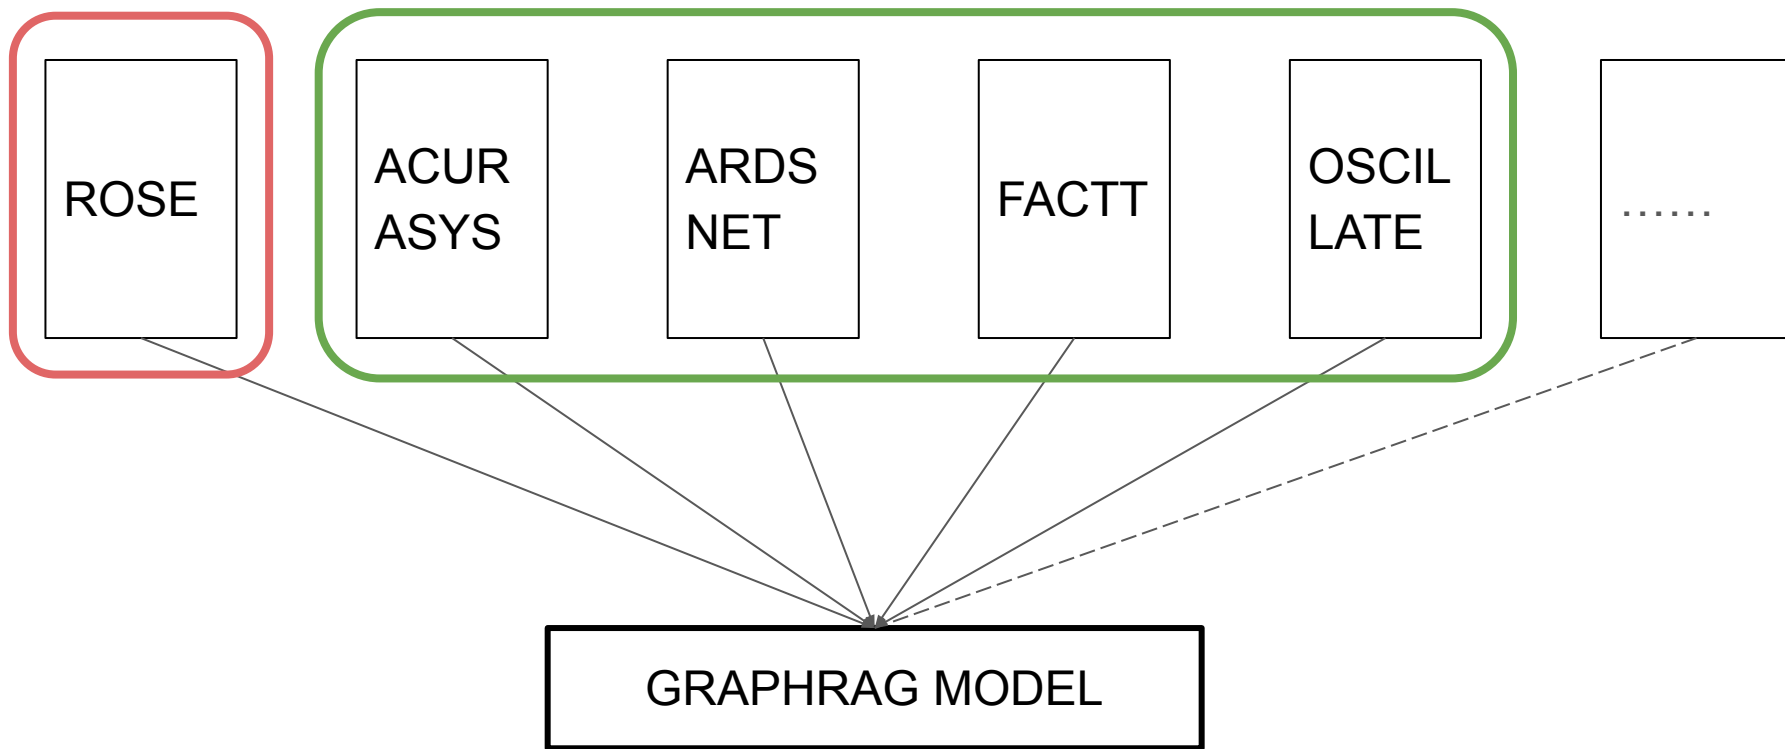 ROSE
ACUR
ASYS
ARDS
NET
FACTT
OSCIL
LATE
......
GRAPHRAG MODEL